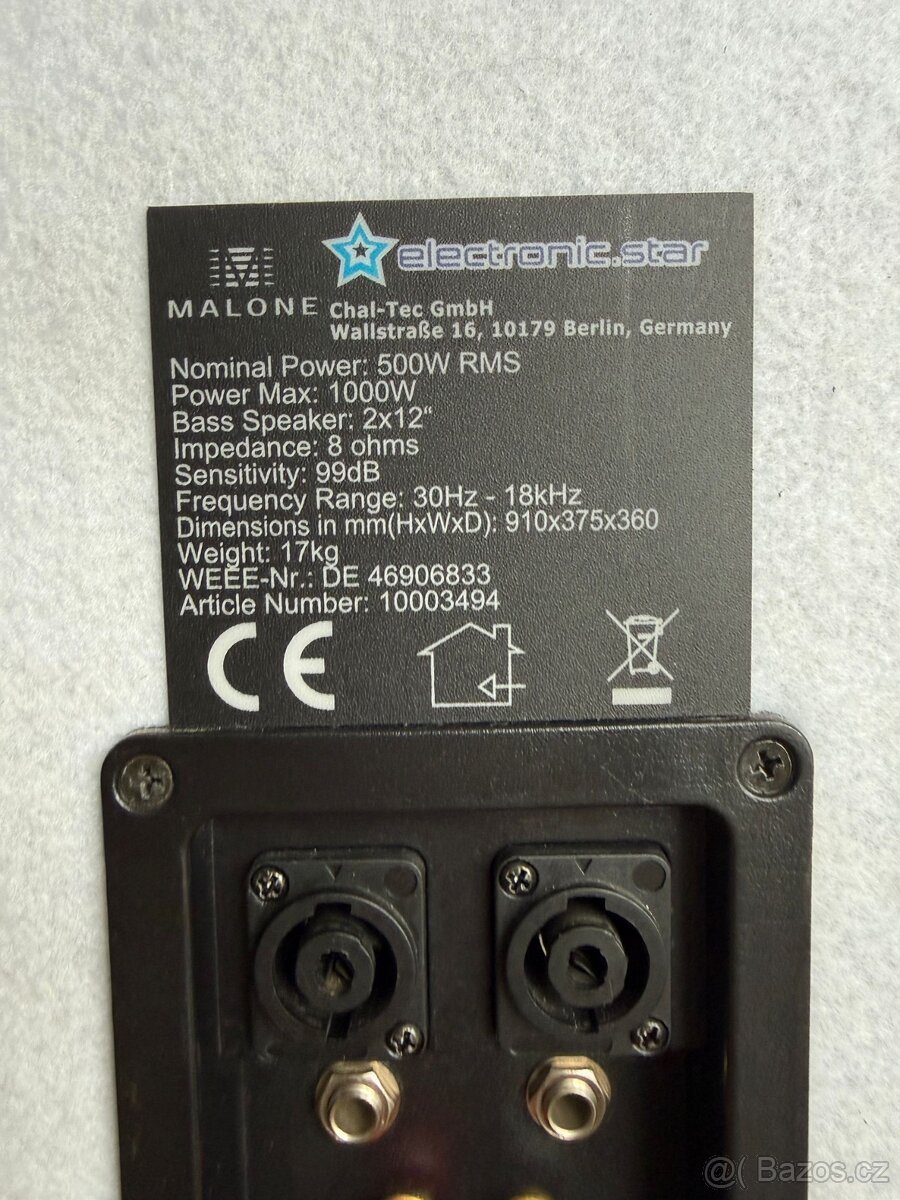 electronic.star
MALONE
Chal-Tec GmbH
Wallstraße 16, 10179 Berlin, Germany
Nominal Power: 500W RMS
Power Max: 1000W
Bass Speaker: 2x12“
Impedance: 8 ohms
Sensitivity: 99dB
Frequency Range: 30Hz - 18kHz
Dimensions in mm(HxWxD): 910x375x360
Weight: 17kg
WEEE-Nr.: DE 46906833
Article Number: 10003494
CE
@( Bazos.cz